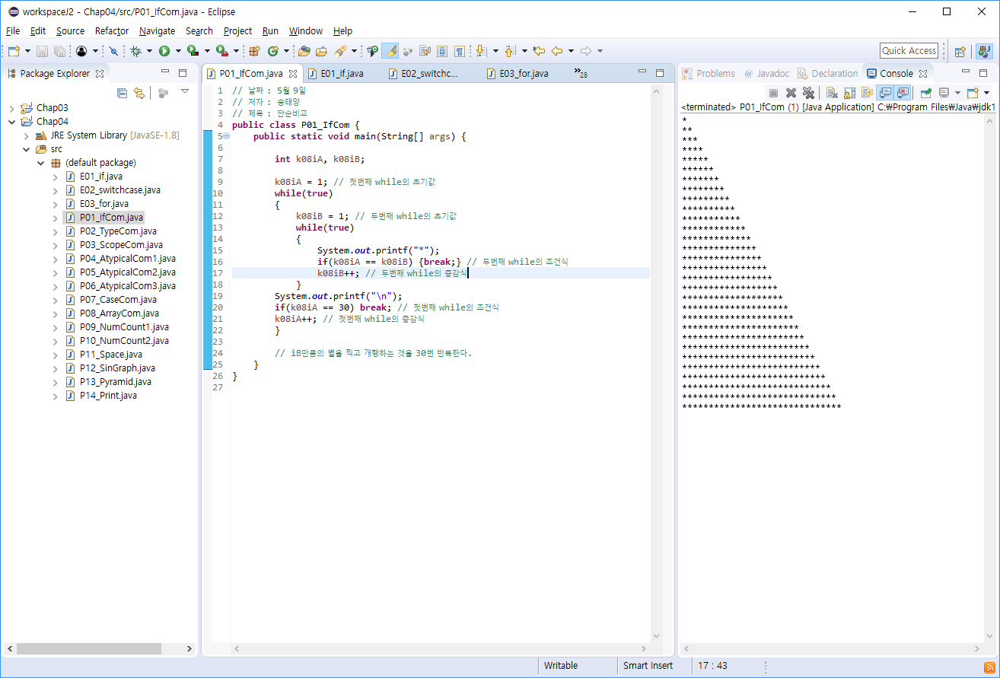 workspaceJ2 - Chap04/src/P01_IfCom.java - Eclipse
File Edit Source Refactor Navigate Search Project Run Window Help
Quick Access
Package Explorer
Chap03
Chap04
JRE System Library [JavaSE-1.8]
src
(default package)
E01_if.java
E02_switchcase.java
E03_for.java
P01_IfCom.java
P02_TypeCom.java
P03_ScopeCom.java
P04_AtypicalCom1.java
P05_AtypicalCom2.java
P06_AtypicalCom3.java
P07_CaseCom.java
P08_ArrayCom.java
P09_NumCount1.java
P10_NumCount2.java
P11_Space.java
P12_SinGraph.java
P13_Pyramid.java
P14_Print.java
P01_IfCom.java E01_if.java E02_switchc... E03_for.java »28
1 // 날짜 : 5월 9일
2 // 저자 : 송태양
3 // 제목 : 단순비교
4 public class P01_IfCom {
5 public static void main(String[] args) {
6
7 int k08iA, k08iB;
8
9 k08iA = 1; // 첫번째 while의 초기값
10 while(true)
11 {
12 k08iB = 1; // 두번째 while의 초기값
13 while(true)
14 {
15 System.out.printf("*");
16 if(k08iA == k08iB) {break;} // 두번째 while의 조건식
17 k08iB++; // 두번째 while의 증감식
18 }
19 System.out.printf("\n");
20 if(k08iA == 30) break; // 첫번째 while의 조건식
21 k08iA++; // 첫번째 while의 증감식
22 }
23
24 // iB만큼의 별을 찍고 개행하는 것을 30번 반복한다.
25 }
26 }
27
Problems @ Javadoc Declaration Console
<terminated> P01_IfCom (1) [Java Application] C:₩Program Files₩Java₩jdk1
*
**
***
****
*****
******
*******
********
*********
**********
***********
************
*************
**************
***************
****************
*****************
******************
*******************
********************
*********************
**********************
***********************
************************
*************************
**************************
***************************
****************************
*****************************
******************************
Writable Smart Insert 17 : 43